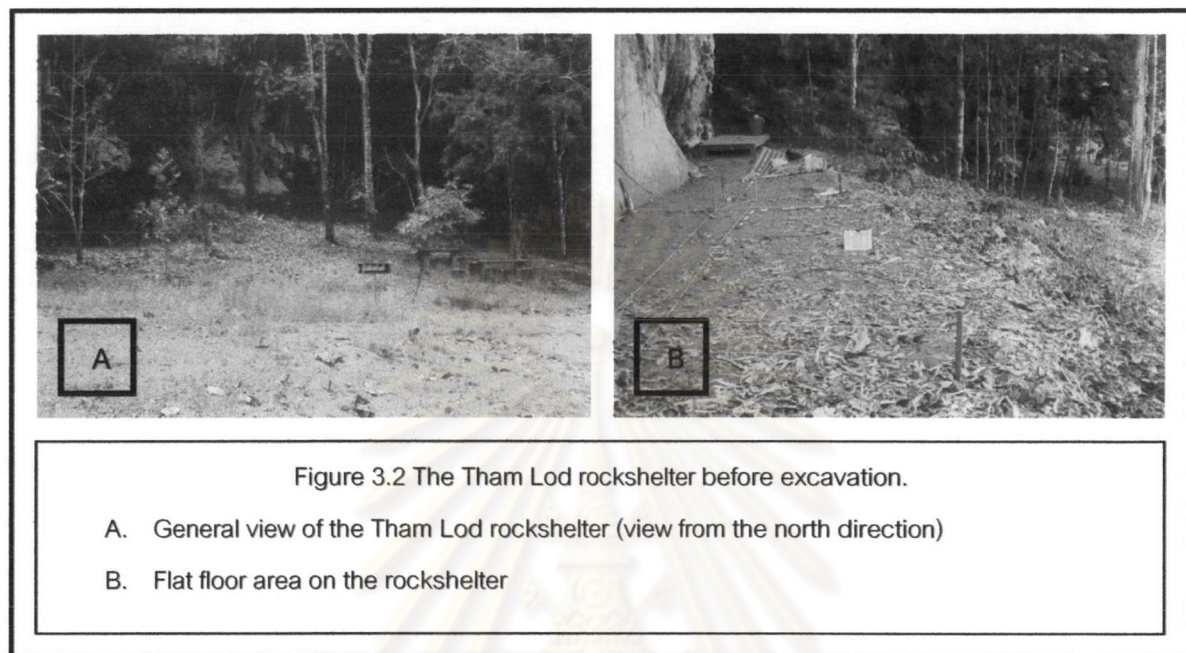 A
B
Figure 3.2 The Tham Lod rockshelter before excavation.
A. General view of the Tham Lod rockshelter (view from the north direction)
B. Flat floor area on the rockshelter